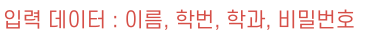 입력 데이터 : 이름, 학번, 학과, 비밀번호